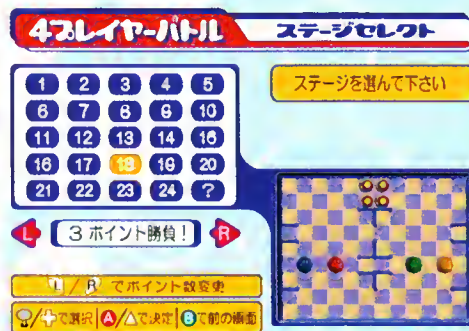 4プレイヤーバトル
ステージセレクト
1 2 3 4 5
6 7 8 9 10
11 12 13 14 15
16 17 18 19 20
21 22 23 24 ?
ステージを選んで下さい
L 3 ポイント勝負! R
L / R でポイント数変更
/ で選択 A/△で決定 Bで前の画面